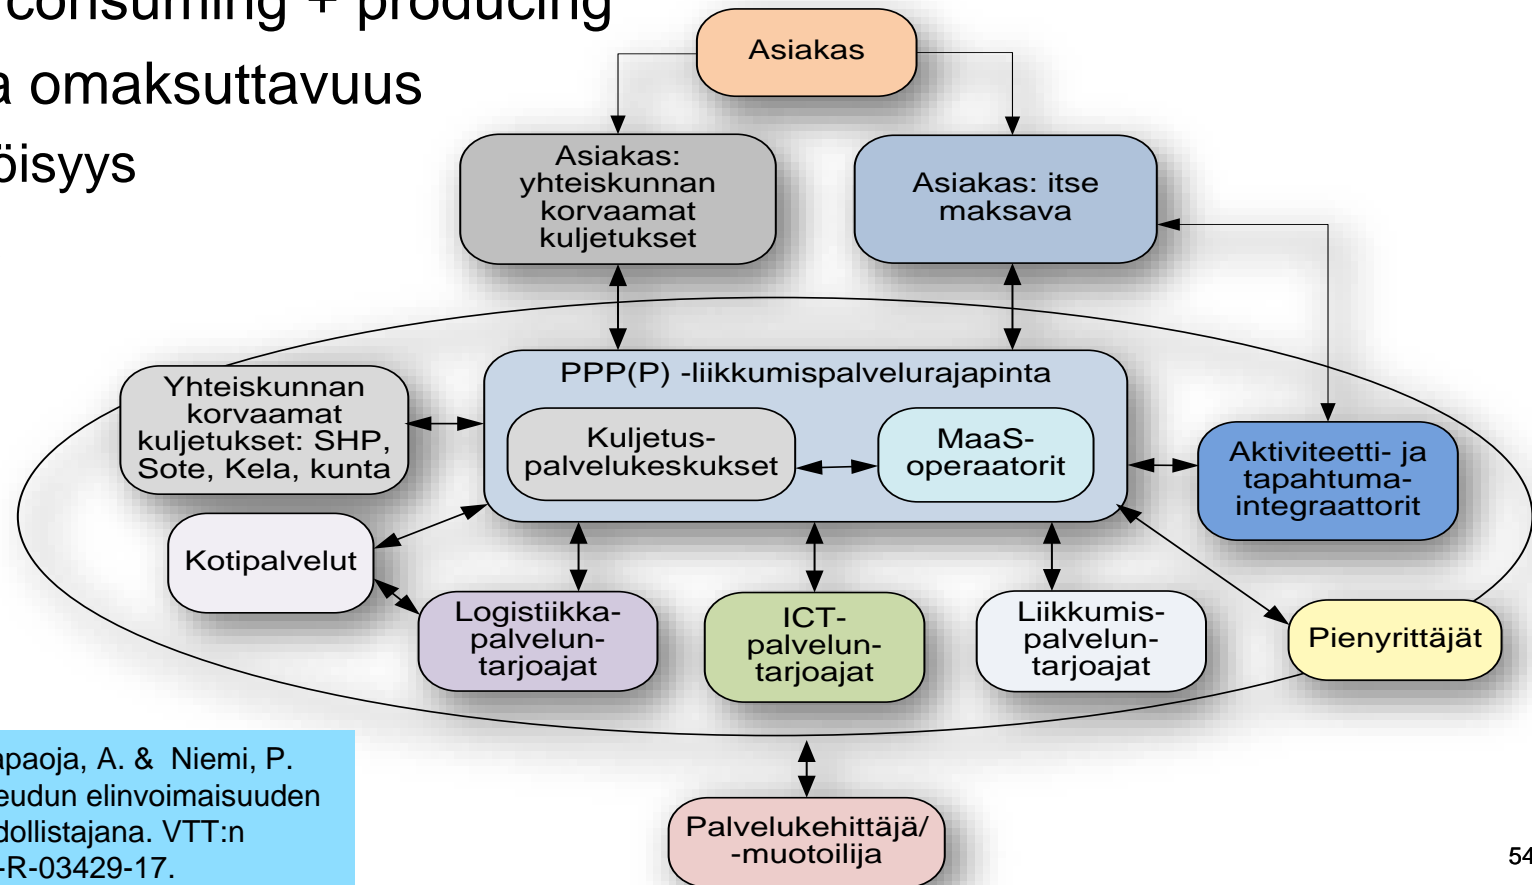 consuming + producing
omaksuttavuus
Asiakas
Asiakas:
yhteiskunnan
korvaamat
kuljetukset
Asiakas: itse
maksava
PPP(P) -liikkumispalvelurajapinta
Yhteiskunnan
korvaamat
kuljetukset: SHP,
Sote, Kela, kunta
Kuljetus-
palvelukeskukset
MaaS-
operaatorit
Aktiviteetti- ja
tapahtuma-
integraattorit
Kotipalvelut
Logistiikka-
palvelun-
tarjoajat
ICT-
palvelun-
tarjoajat
Liikkumis-
palvelun-
tarjoajat
Pienyrittäjät
Palvelukehittäjä/
-muotoilija
apaoja, A. & Niemi, P.
eudun elinvoimaisuuden
dollistajana. VTT:n
-R-03429-17.
54